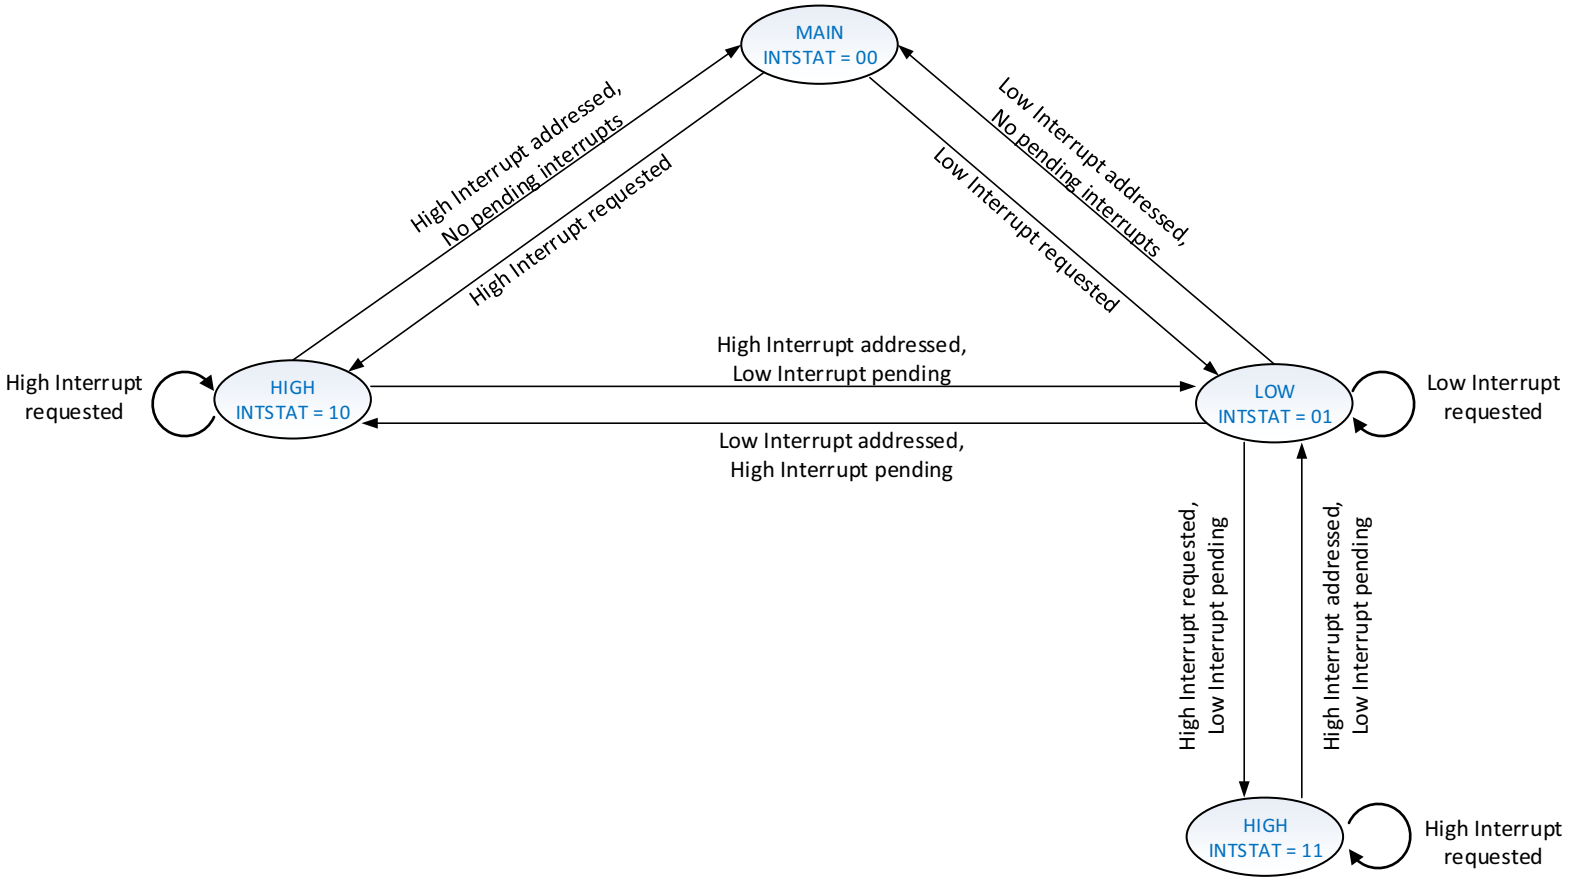 MAIN
INTSTAT = 00
High Interrupt addressed,
No pending interrupts
High Interrupt requested
Low Interrupt addressed,
No pending interrupts
Low Interrupt requested
High Interrupt
requested
HIGH
INTSTAT = 10
High Interrupt addressed,
Low Interrupt pending
Low Interrupt addressed,
High Interrupt pending
LOW
INTSTAT = 01
Low Interrupt
requested
High Interrupt requested,
Low Interrupt pending
High Interrupt addressed,
Low Interrupt pending
HIGH
INTSTAT = 11
High Interrupt
requested